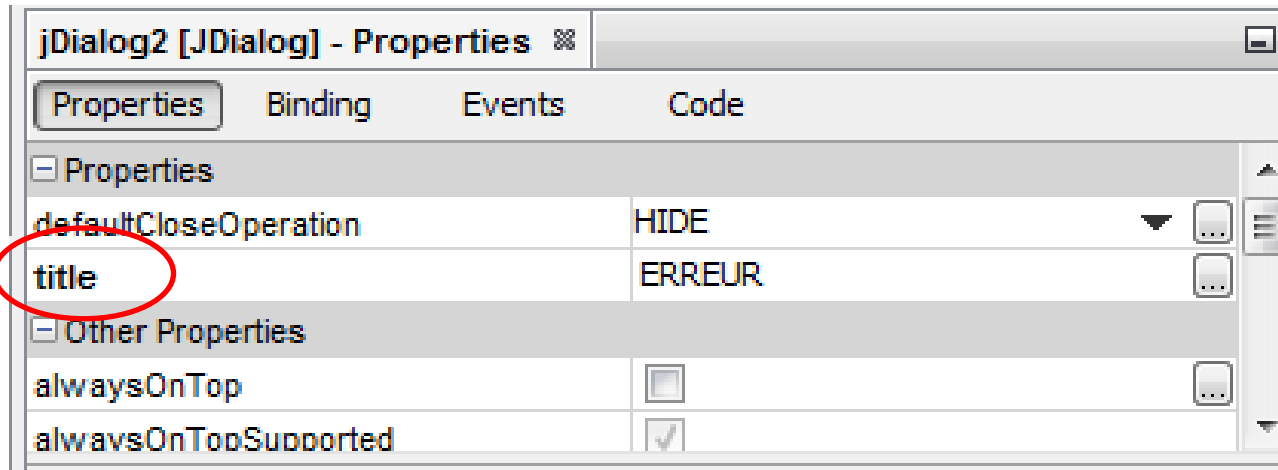 jDialog2 [JDialog] - Properties
Properties Binding Events Code
Properties
defaultCloseOperation HIDE ...
title ERREUR ...
Other Properties
alwaysOnTop ...
alwaysOnTopSupported